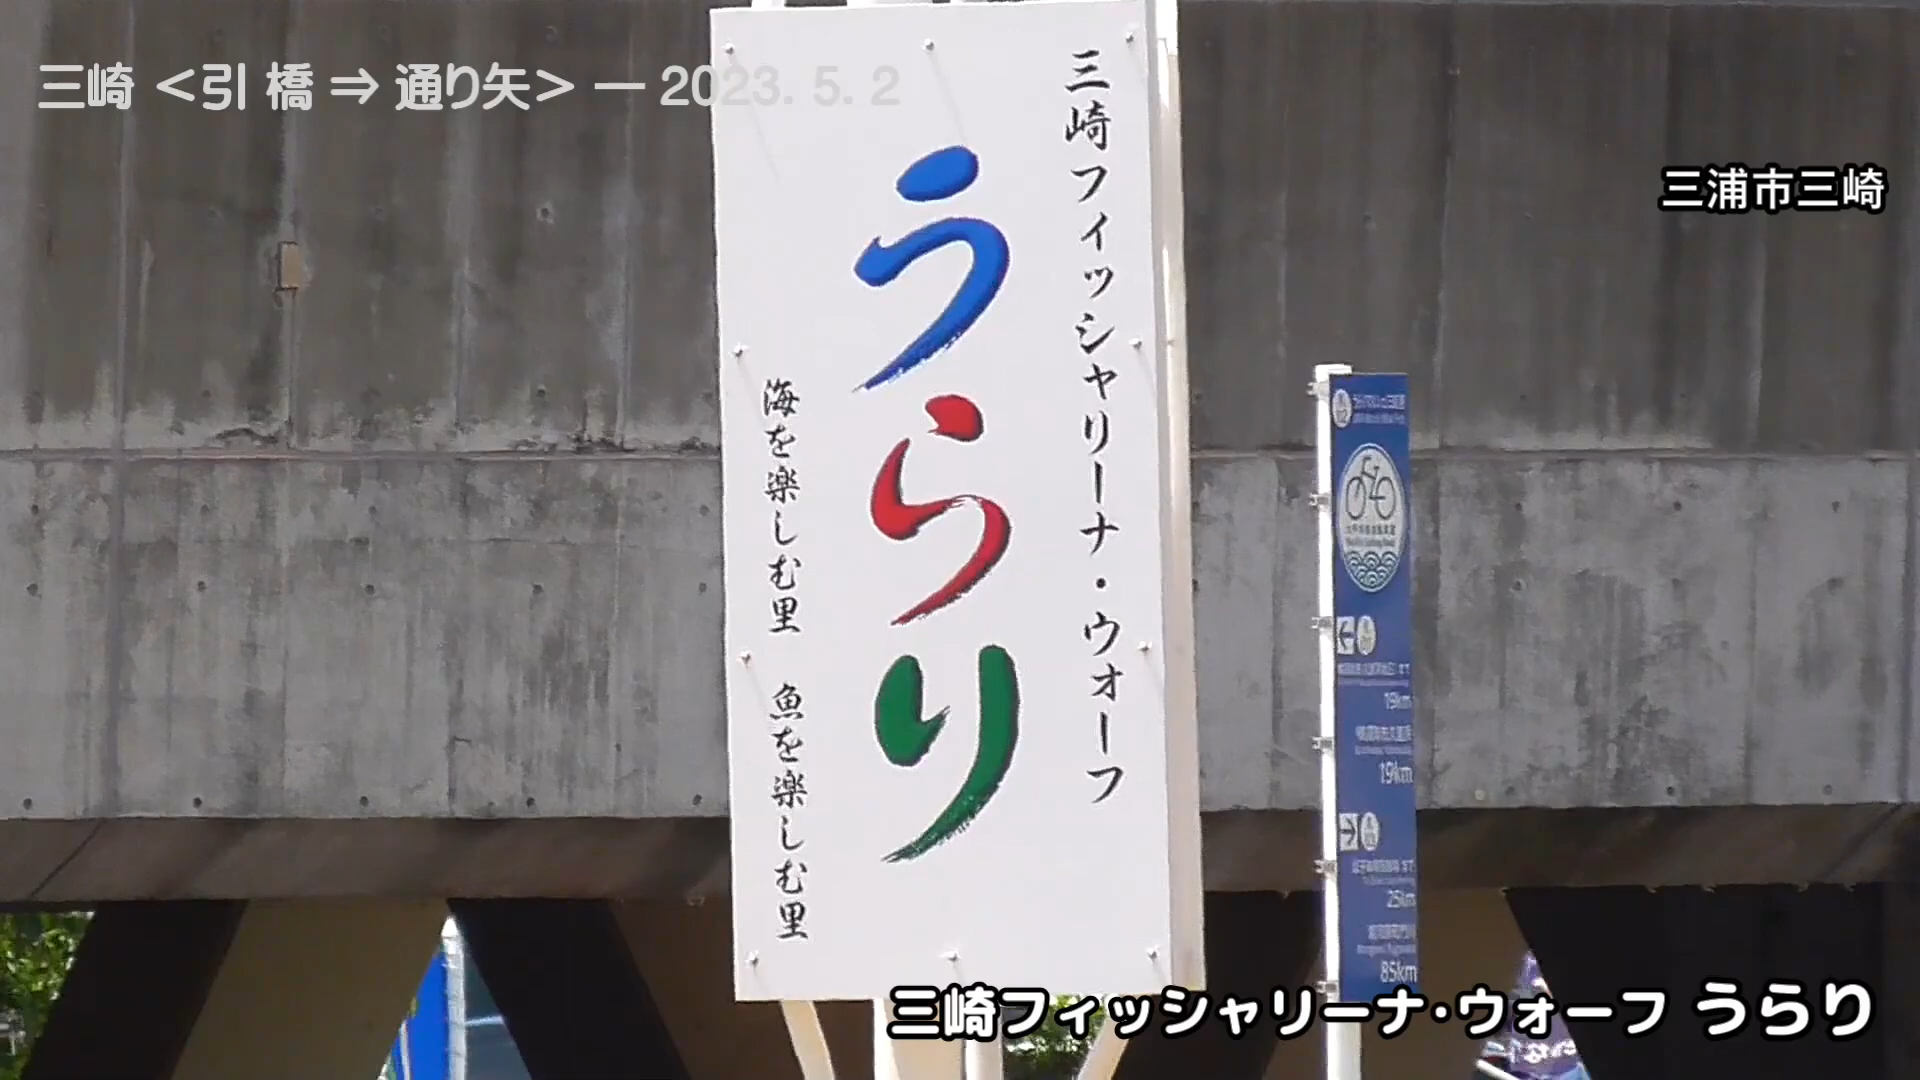 三崎 <引 橋 ⇒ 通り矢> ー 2023. 5. 2
三浦市三崎
三崎フィッシャリーナ・ウォーフ
うらり
海を楽しむ里 魚を楽しむ里
19km
19km
25km
85km
三崎フィッシャリーナ・ウォーフ うらり